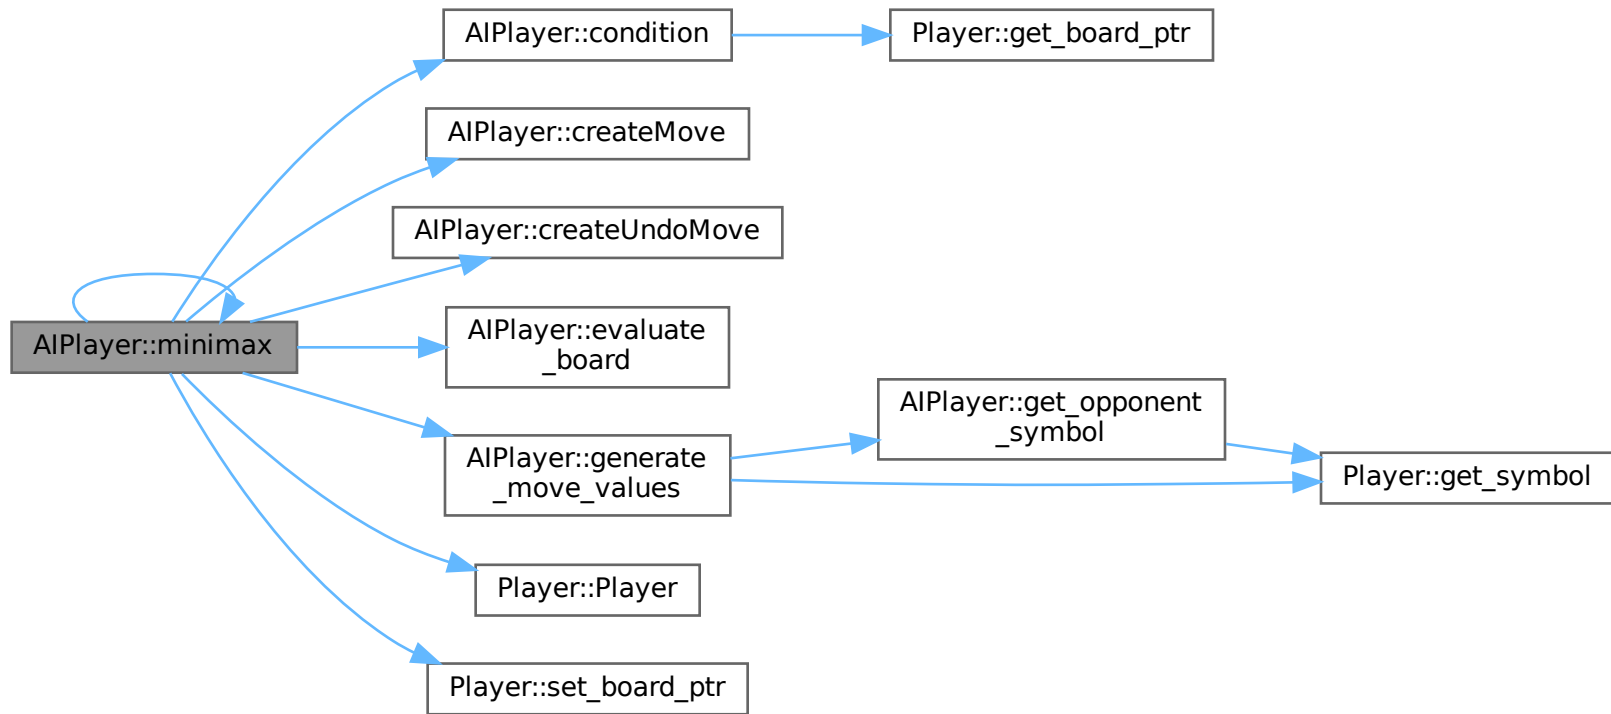 AIPlayer::condition
Player::get_board_ptr
AIPlayer::createMove
AIPlayer::createUndoMove
AIPlayer::minimax
AIPlayer::evaluate
_board
AIPlayer::get_opponent
_symbol
AIPlayer::generate
_move_values
Player::get_symbol
Player::Player
Player::set_board_ptr